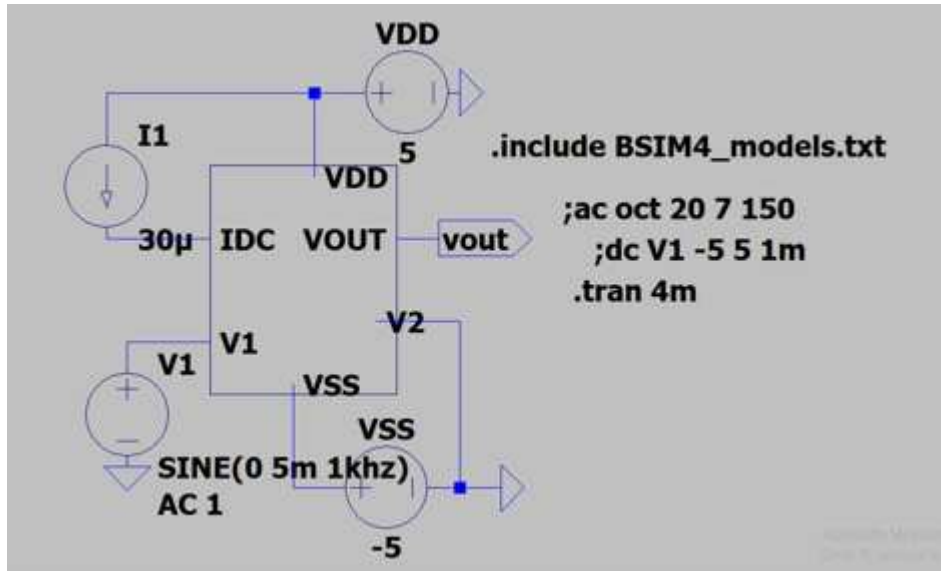 VDD
I1
5
.include BSIM4_models.txt
VDD
;ac oct 20 7 150
30µ
IDC
VOUT
vout
;dc V1 -5 5 1m
.tran 4m
V2
V1
V1
VSS
VSS
SINE(0 5m 1khz)
AC 1
-5